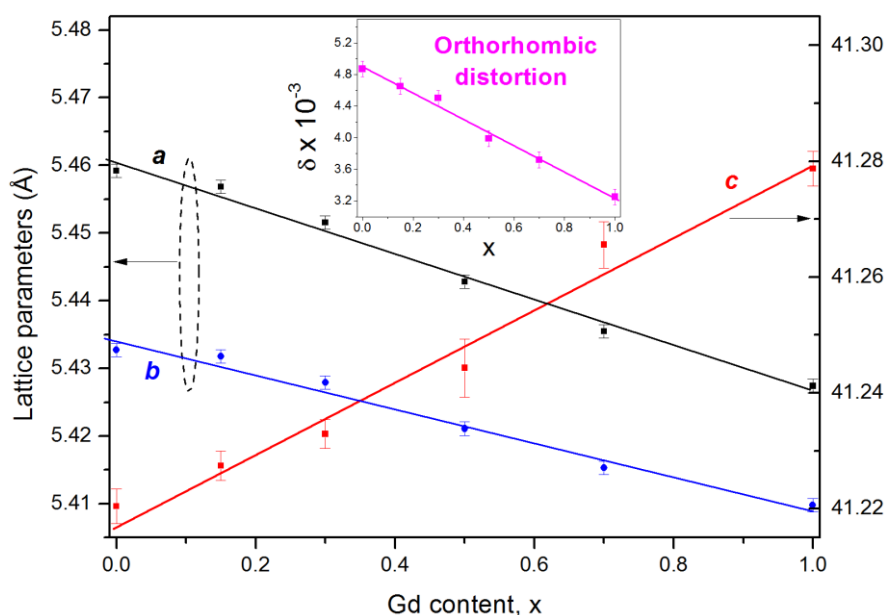 Lattice parameters (Å)
5.48
5.47
5.46
5.45
5.44
5.43
5.42
5.41
a
b
c
Orthorhombic
distortion
δ x 10⁻³
5.2
4.8
4.4
4.0
3.6
3.2
0.0 0.2 0.4 0.6 0.8 1.0
x
41.30
41.28
41.26
41.24
41.22
0.0 0.2 0.4 0.6 0.8 1.0
Gd content, x